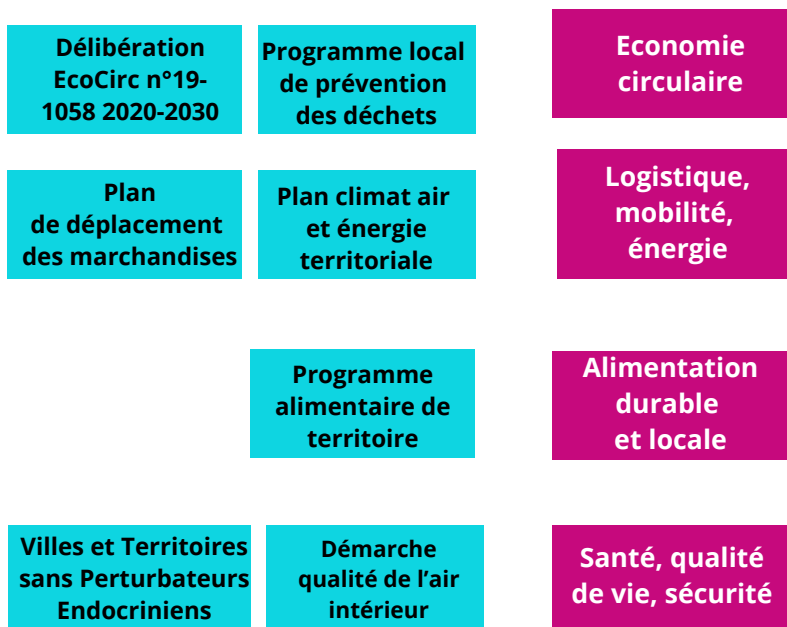 Délibération
EcoCirc n°19-
1058 2020-2030
Programme local
de prévention
des déchets
Economie
circulaire
Plan
de déplacement
des marchandises
Plan climat air
et énergie
territoriale
Logistique,
mobilité,
énergie
Programme
alimentaire de
territoire
Alimentation
durable
et locale
Villes et Territoires
sans Perturbateurs
Endocriniens
Démarche
qualité de l'air
intérieur
Santé, qualité
de vie, sécurité